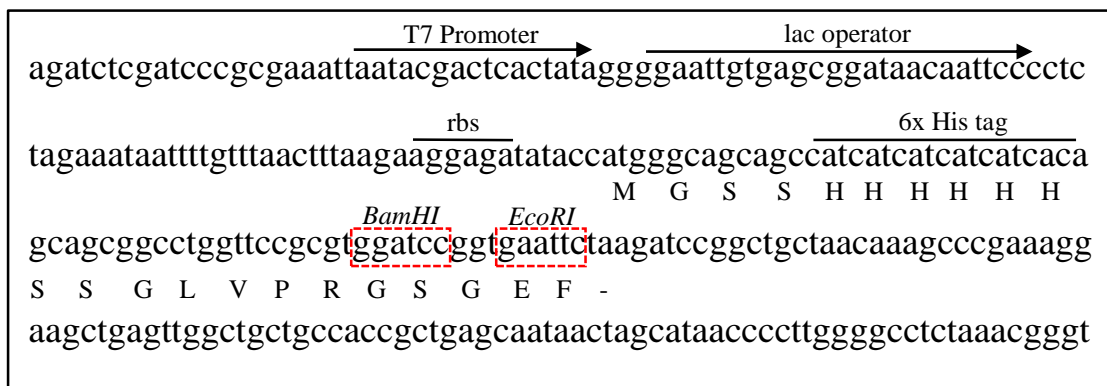 T7 Promoter lac operator
agatctcgatcccgcgaaattaatacgactcactataggggaattgtgagcggataacaattcccctc
rbs 6x His tag
tagaaataattttgtttaactttaagaaggagatataccatgggcagcagccatcatcatcatcatcaca
M G S S H H H H H H
BamHI EcoRI
gcagcggcctggttccgcgtggatccggtgaattctaagatccggctgctaacaaagcccgaaagg
S S G L V P R G S G E F -
aagctgagttggctgctgccaccgctgagcaataactagcataaccccttggggcctctaaacgggt